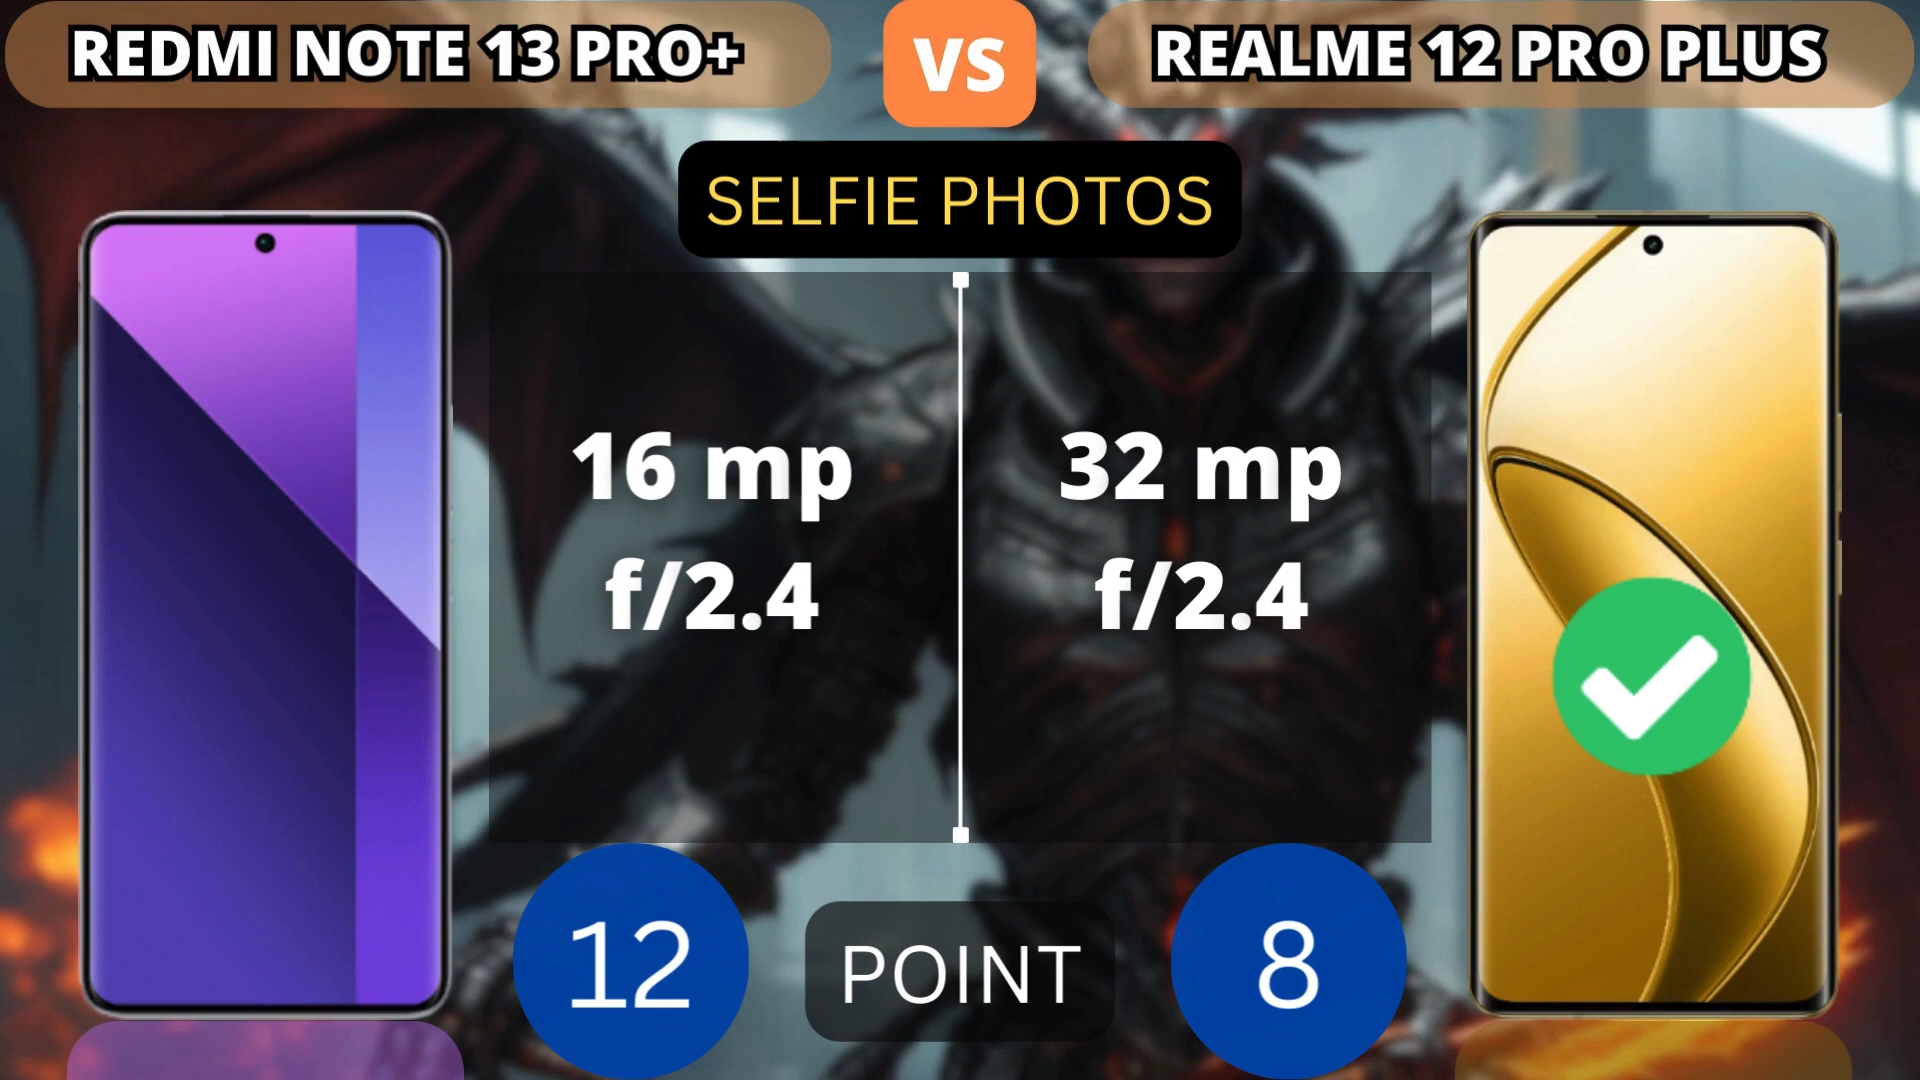 REDMI NOTE 13 PRO+
VS
REALME 12 PRO PLUS
SELFIE PHOTOS
16 mp
f/2.4
32 mp
f/2.4
12
POINT
8